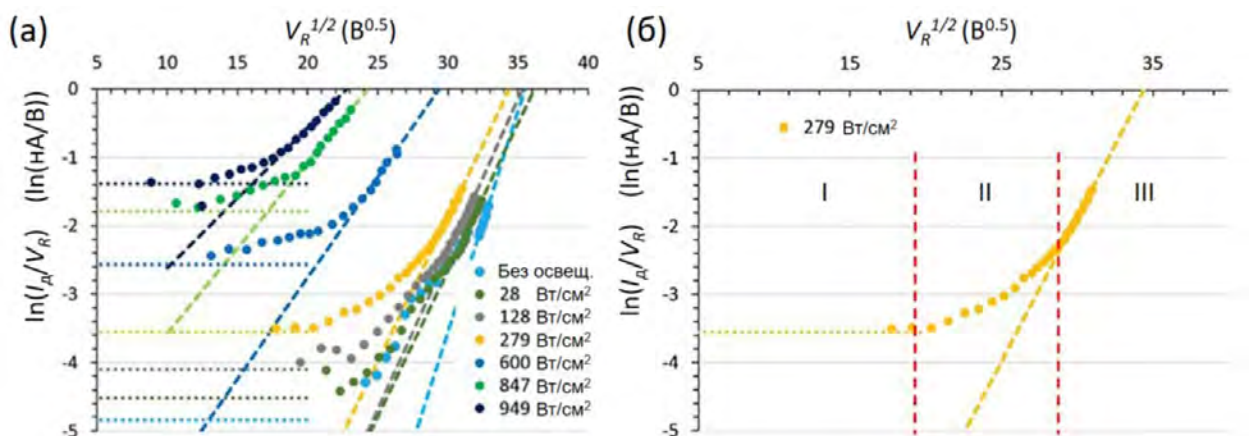 (а)
V_R^{1/2} (В^{0.5})
5 10 15 20 25 30 35 40
ln(I_д/V_R) (ln(нА/В))
0
-1
-2
-3
-4
-5
Без освещ.
28 Вт/см²
128 Вт/см²
279 Вт/см²
600 Вт/см²
847 Вт/см²
949 Вт/см²
(б)
V_R^{1/2} (В^{0.5})
5 15 25 35
ln(I_д/V_R) (ln(нА/В))
0
-1
-2
-3
-4
-5
279 Вт/см²
I II III